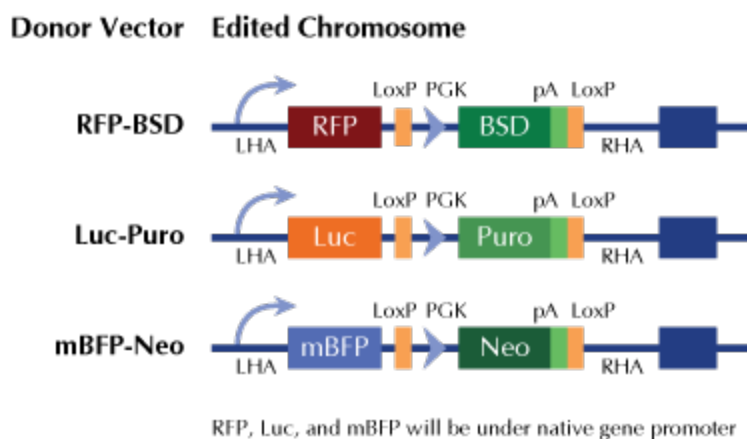 Donor Vector Edited Chromosome
LoxP PGK pA LoxP
RFP-BSD RFP BSD
LHA RHA
LoxP PGK pA LoxP
Luc-Puro Luc Puro
LHA RHA
LoxP PGK pA LoxP
mBFP-Neo mBFP Neo
LHA RHA
RFP, Luc, and mBFP will be under native gene promoter